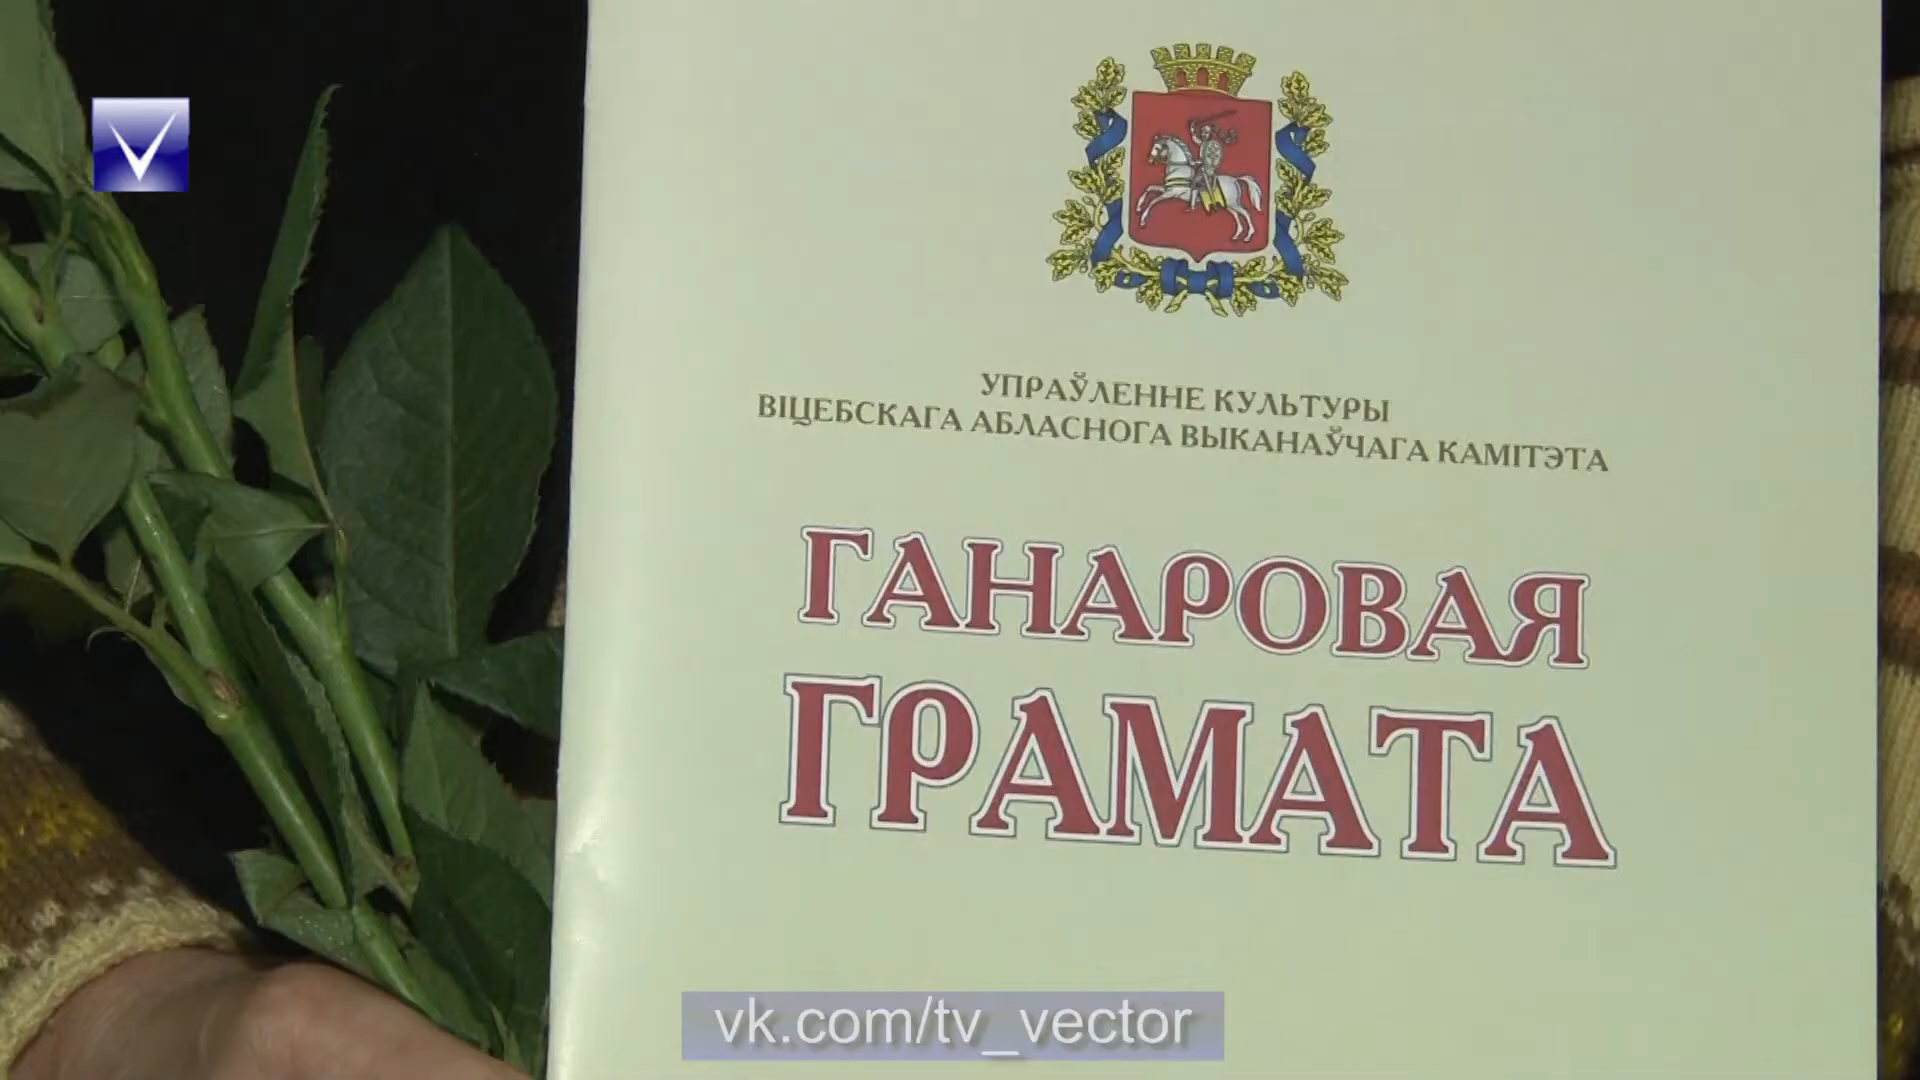 УПРАЎЛЕННЕ КУЛЬТУРЫ
ВІЦЕБСКАГА АБЛАСНОГА ВЫКАНАЎЧАГА КАМІТЭТА
ГАНАРОВАЯ
ГРАМАТА
vk.com/tv_vector